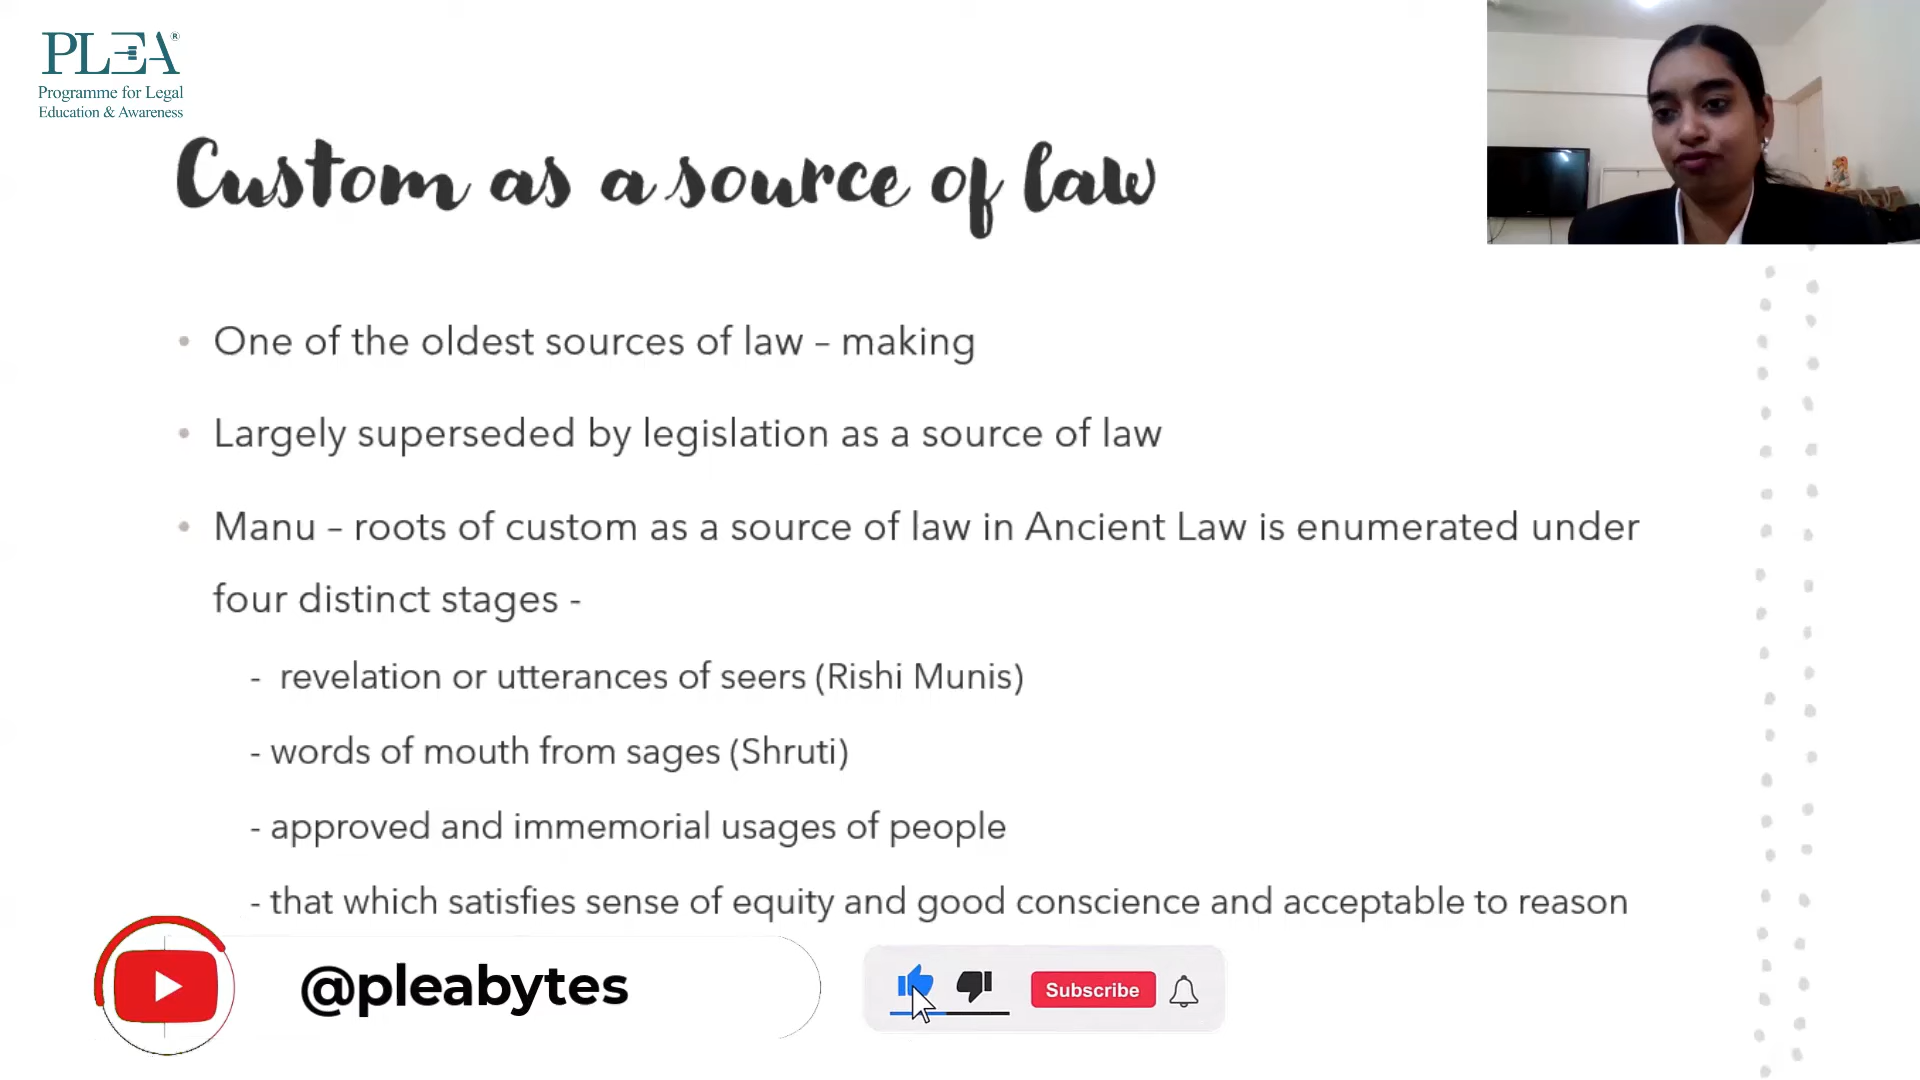 PLEA®
Programme for Legal
Education & Awareness
Custom as a source of law
• One of the oldest sources of law – making
• Largely superseded by legislation as a source of law
• Manu – roots of custom as a source of law in Ancient Law is enumerated under
four distinct stages -
- revelation or utterances of seers (Rishi Munis)
- words of mouth from sages (Shruti)
- approved and immemorial usages of people
- that which satisfies sense of equity and good conscience and acceptable to reason
@pleabytes
Subscribe